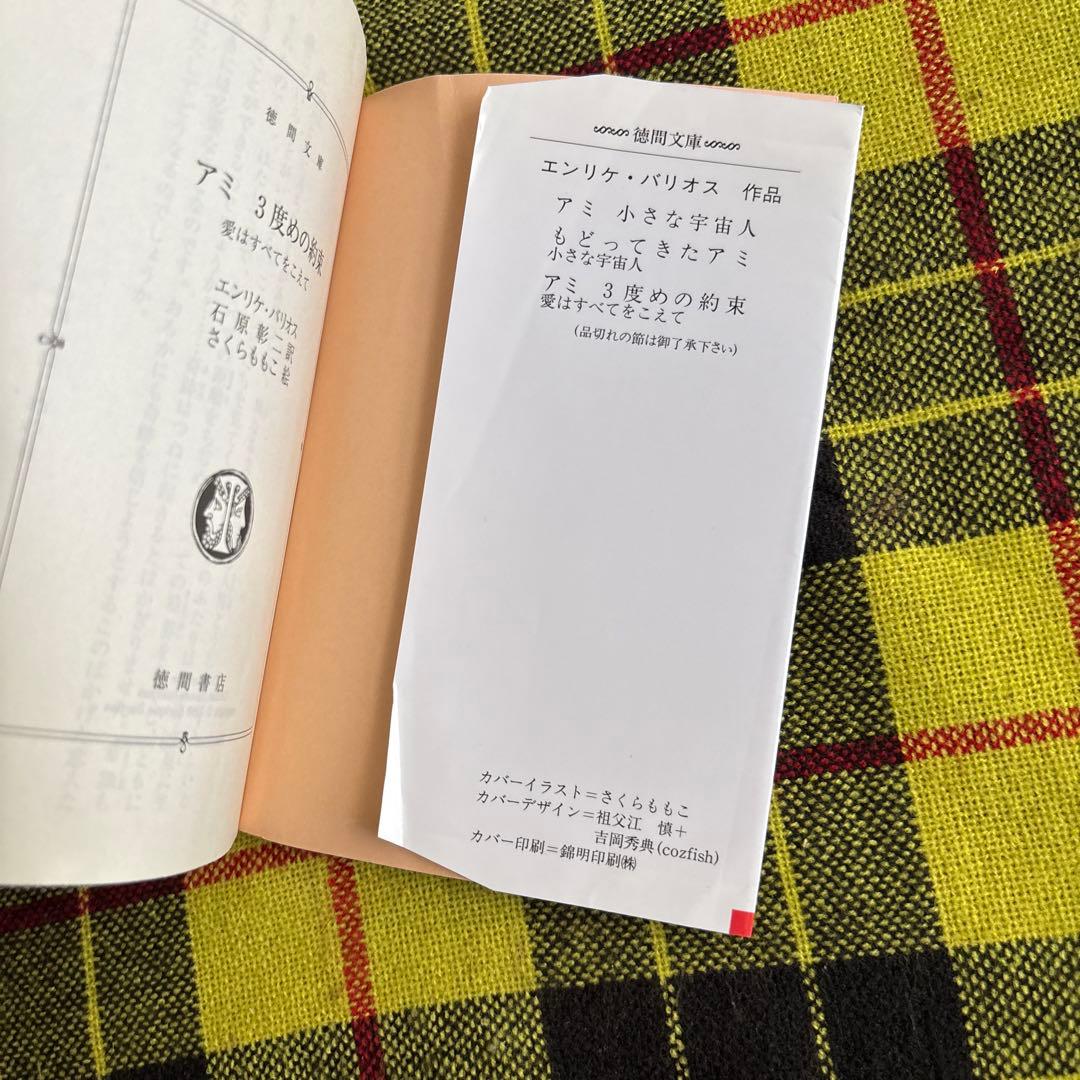 徳間文庫
アミ 3度めの約束
愛はすべてをこえて
エンリケ・バリオス
石原彰二訳
さくらももこ絵
徳間書店
徳間文庫
エンリケ・バリオス 作品
アミ 小さな宇宙人
もどってきたアミ
小さな宇宙人
アミ 3度めの約束
愛はすべてをこえて
(品切れの節は御了承下さい)
カバーイラスト=さくらももこ
カバーデザイン=祖父江 慎+
吉岡秀典(cozfish)
カバー印刷=錦明印刷㈱